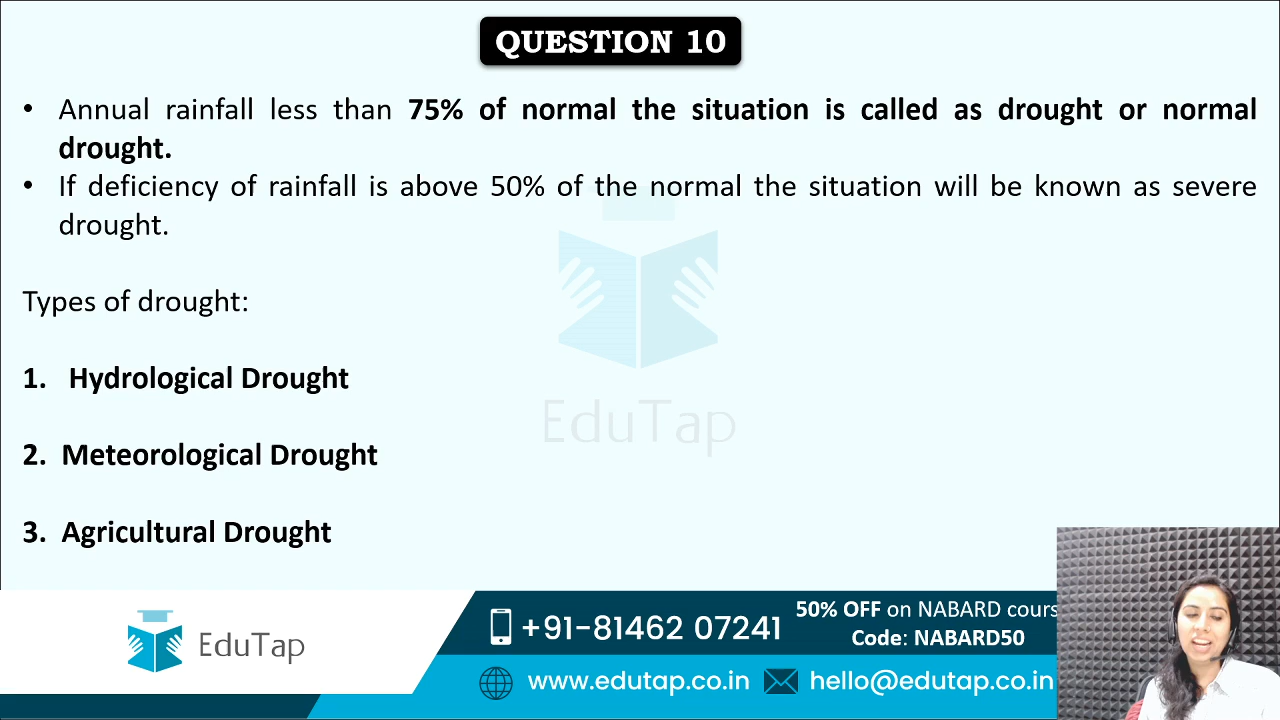 QUESTION 10
• Annual rainfall less than 75% of normal the situation is called as drought or normal
drought.
• If deficiency of rainfall is above 50% of the normal the situation will be known as severe
drought.
Types of drought:
1. Hydrological Drought
2. Meteorological Drought
3. Agricultural Drought
EduTap
EduTap
+91-81462 07241
50% OFF on NABARD cours
Code: NABARD50
www.edutap.co.in
hello@edutap.co.in